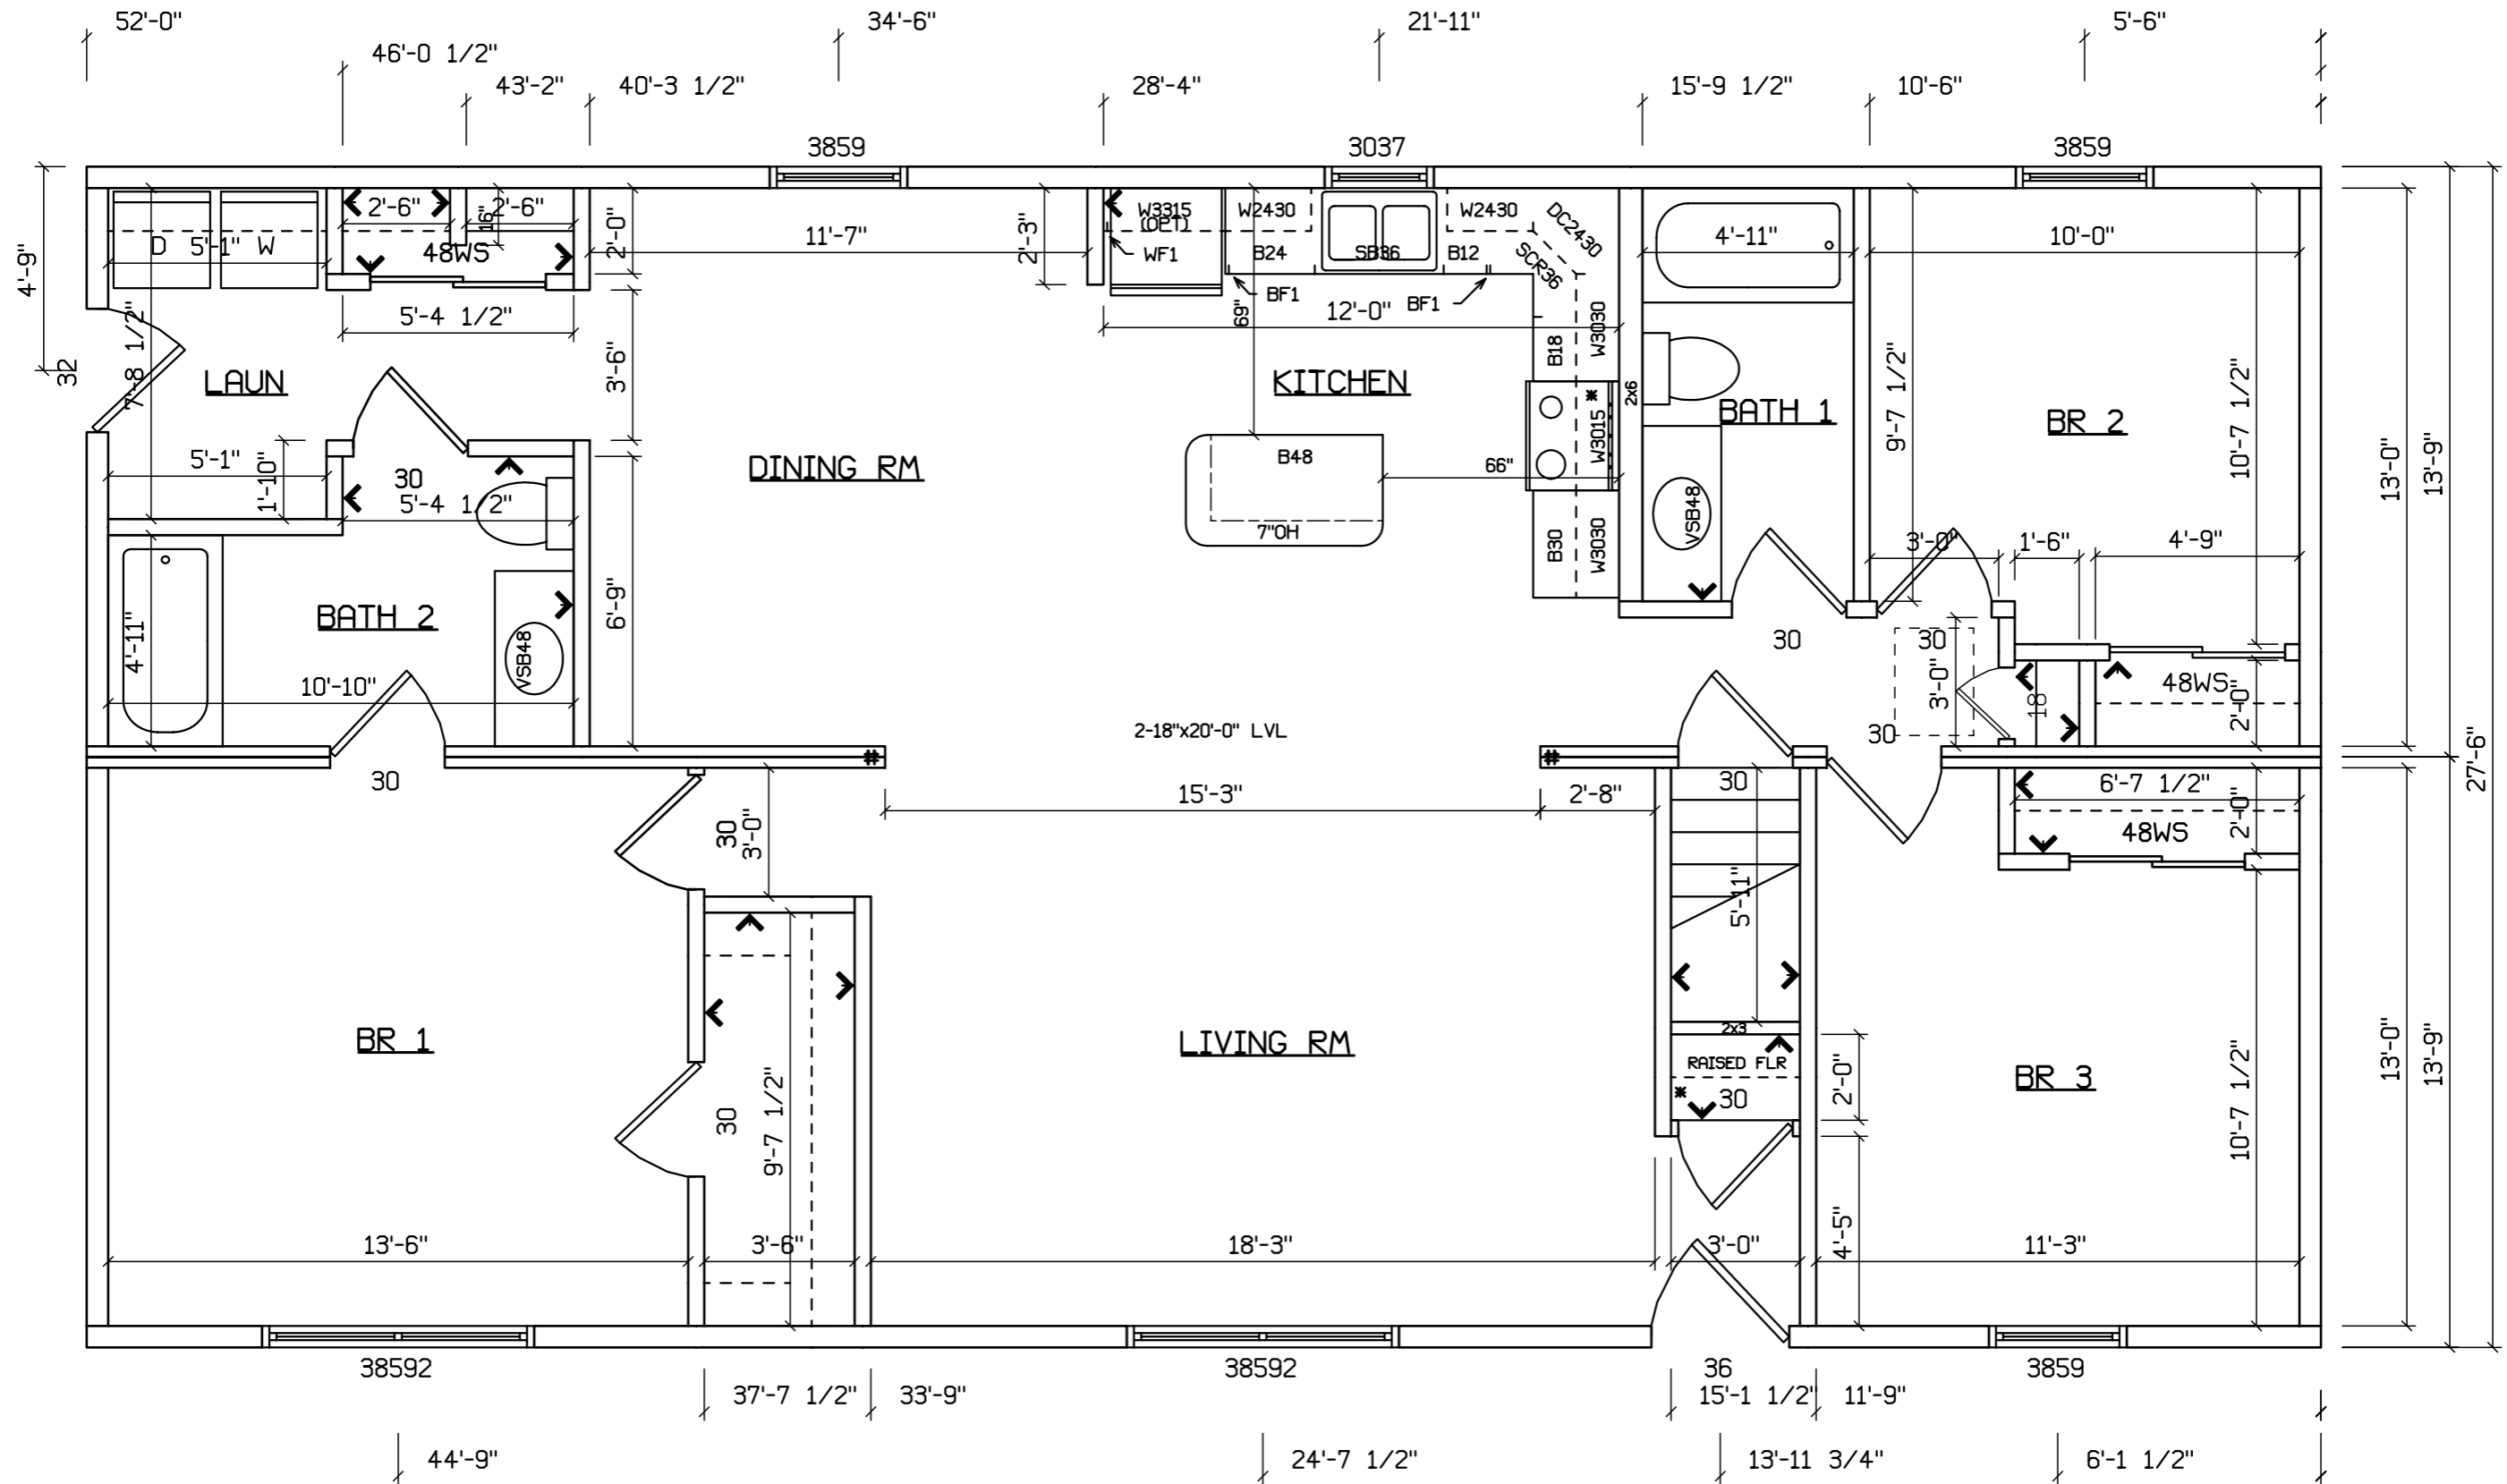 52'-0" 34'-6" 21'-11" 5'-6"
46'-0 1/2"
43'-2" 40'-3 1/2" 28'-4" 15'-9 1/2" 10'-6"
3859 3037 3859
4'-9"
32
D 5'-1" W
2'-6" 2'-6"
16"
48WS
2'-0"
11'-7"
2'-3"
W3315
(OPT)
WF1
W2430
B24
SB36
W2430
B12
DC2430
SCR36
BF1
BF1
4'-11"
10'-0"
7'-8 1/2"
5'-4 1/2"
3'-6"
69"
12'-0"
B18
W3030
9'-7 1/2"
10'-7 1/2"
13'-0"
13'-9"
27'-6"
LAUN
KITCHEN
W3015 *
2x6
BATH 1
BR 2
5'-1"
1'-10"
30
5'-4 1/2"
DINING RM
B48
7"OH
66"
B30
W3030
VSB48
3'-0"
1'-6"
4'-9"
BATH 2
4'-11"
6'-9"
VSB48
10'-10"
30
30
30
3'-0"
18
48WS
2'-0"
2-18"x20'-0" LVL
# #
30
30
3'-0"
15'-3"
2'-8"
30
6'-7 1/2"
48WS
2'-0"
5'-11"
BR 1
LIVING RM
2x3
RAISED FLR
*
30
2'-0"
BR 3
10'-7 1/2"
13'-0"
13'-9"
30
9'-7 1/2"
4'-5"
13'-6" 3'-6" 18'-3" 3'-0" 11'-3"
38592 38592 36 3859
37'-7 1/2" 33'-9" 15'-1 1/2" 11'-9"
44'-9" 24'-7 1/2" 13'-11 3/4" 6'-1 1/2"